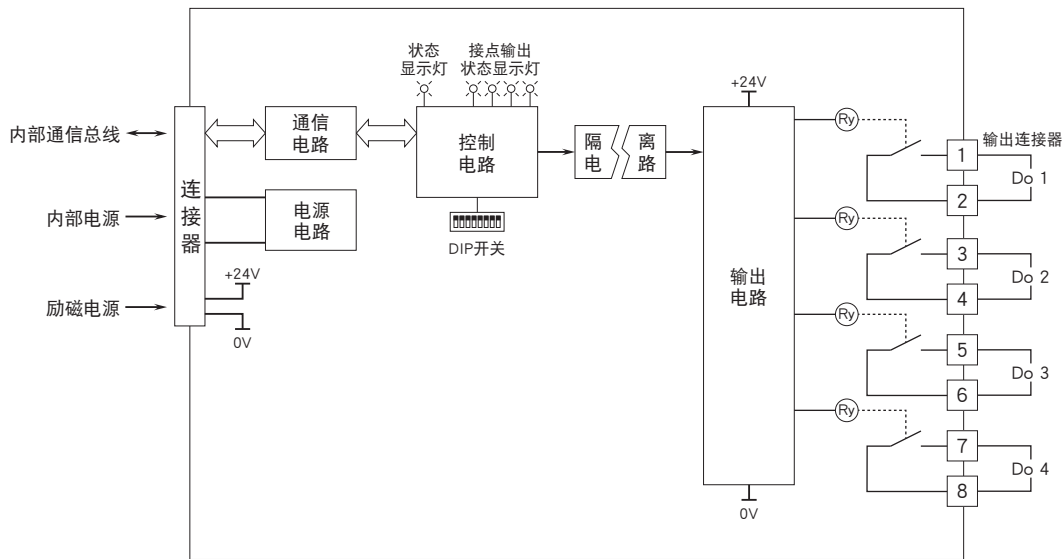 状态
显示灯
接点输出
状态显示灯
+24V
内部通信总线
通信
电路
控制
电路
隔 离
电 路
Ry
输出连接器
1
Do 1
2
连接器
内部电源
电源
电路
DIP开关
输出
电路
Ry
3
Do 2
4
+24V
励磁电源
0V
Ry
5
Do 3
6
Ry
7
Do 4
8
0V